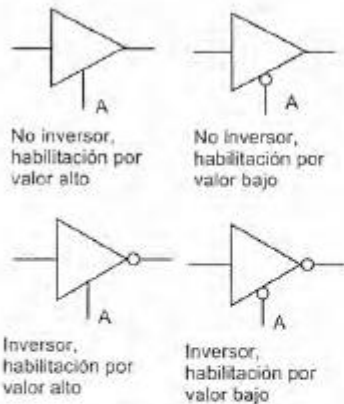 A
No inversor,
habilitación por
valor alto
A
No Inversor,
habilitación por
valor bajo
A
Inversor,
habilitación por
valor alto
A
Inversor,
habilitación por
valor bajo